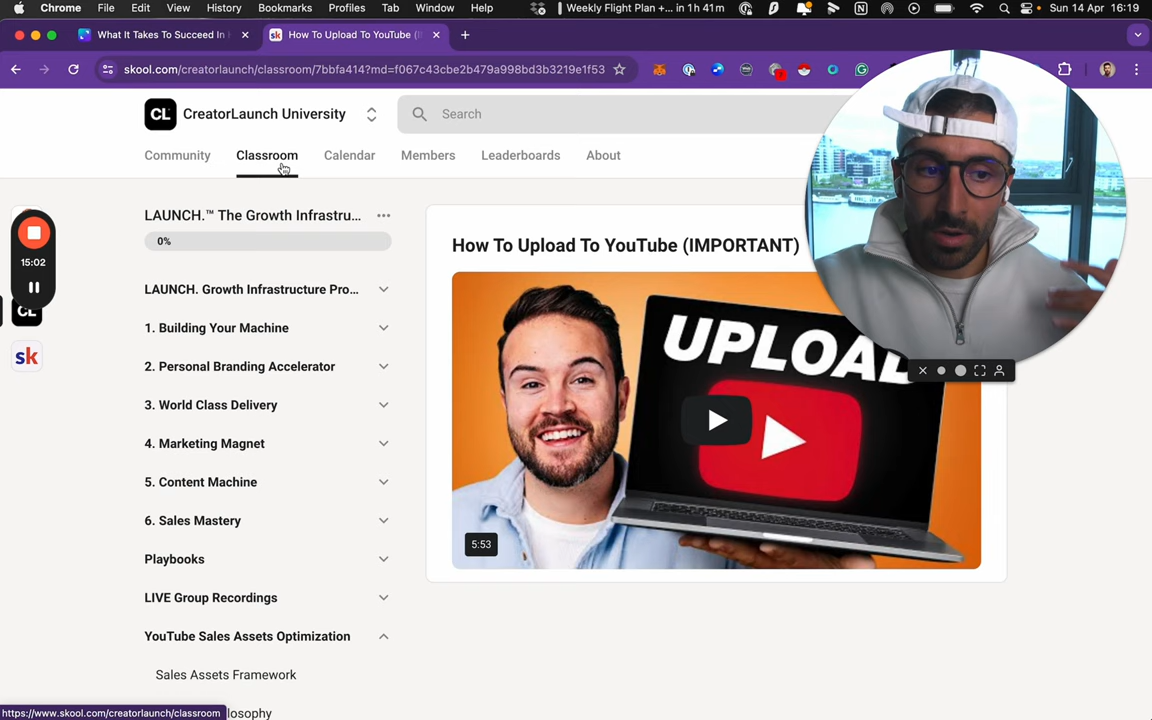 Chrome File Edit View History Bookmarks Profiles Tab Window Help
Weekly Flight Plan +... in 1h 41m
Sun 14 Apr 16:19
What It Takes To Succeed In
How To Upload To YouTube (I
skool.com/creatorlaunch/classroom/7bbfa414?md=f067c43cbe2b479a998bd3b3219e1f53
CL CreatorLaunch University
Search
Community Classroom Calendar Members Leaderboards About
LAUNCH.™ The Growth Infrastru...
0%
15:02
CL
sk
LAUNCH. Growth Infrastructure Pro...
1. Building Your Machine
2. Personal Branding Accelerator
3. World Class Delivery
4. Marketing Magnet
5. Content Machine
6. Sales Mastery
Playbooks
LIVE Group Recordings
YouTube Sales Assets Optimization
Sales Assets Framework
losophy
How To Upload To YouTube (IMPORTANT)
UPLOAD
5:53
https://www.skool.com/creatorlaunch/classroom